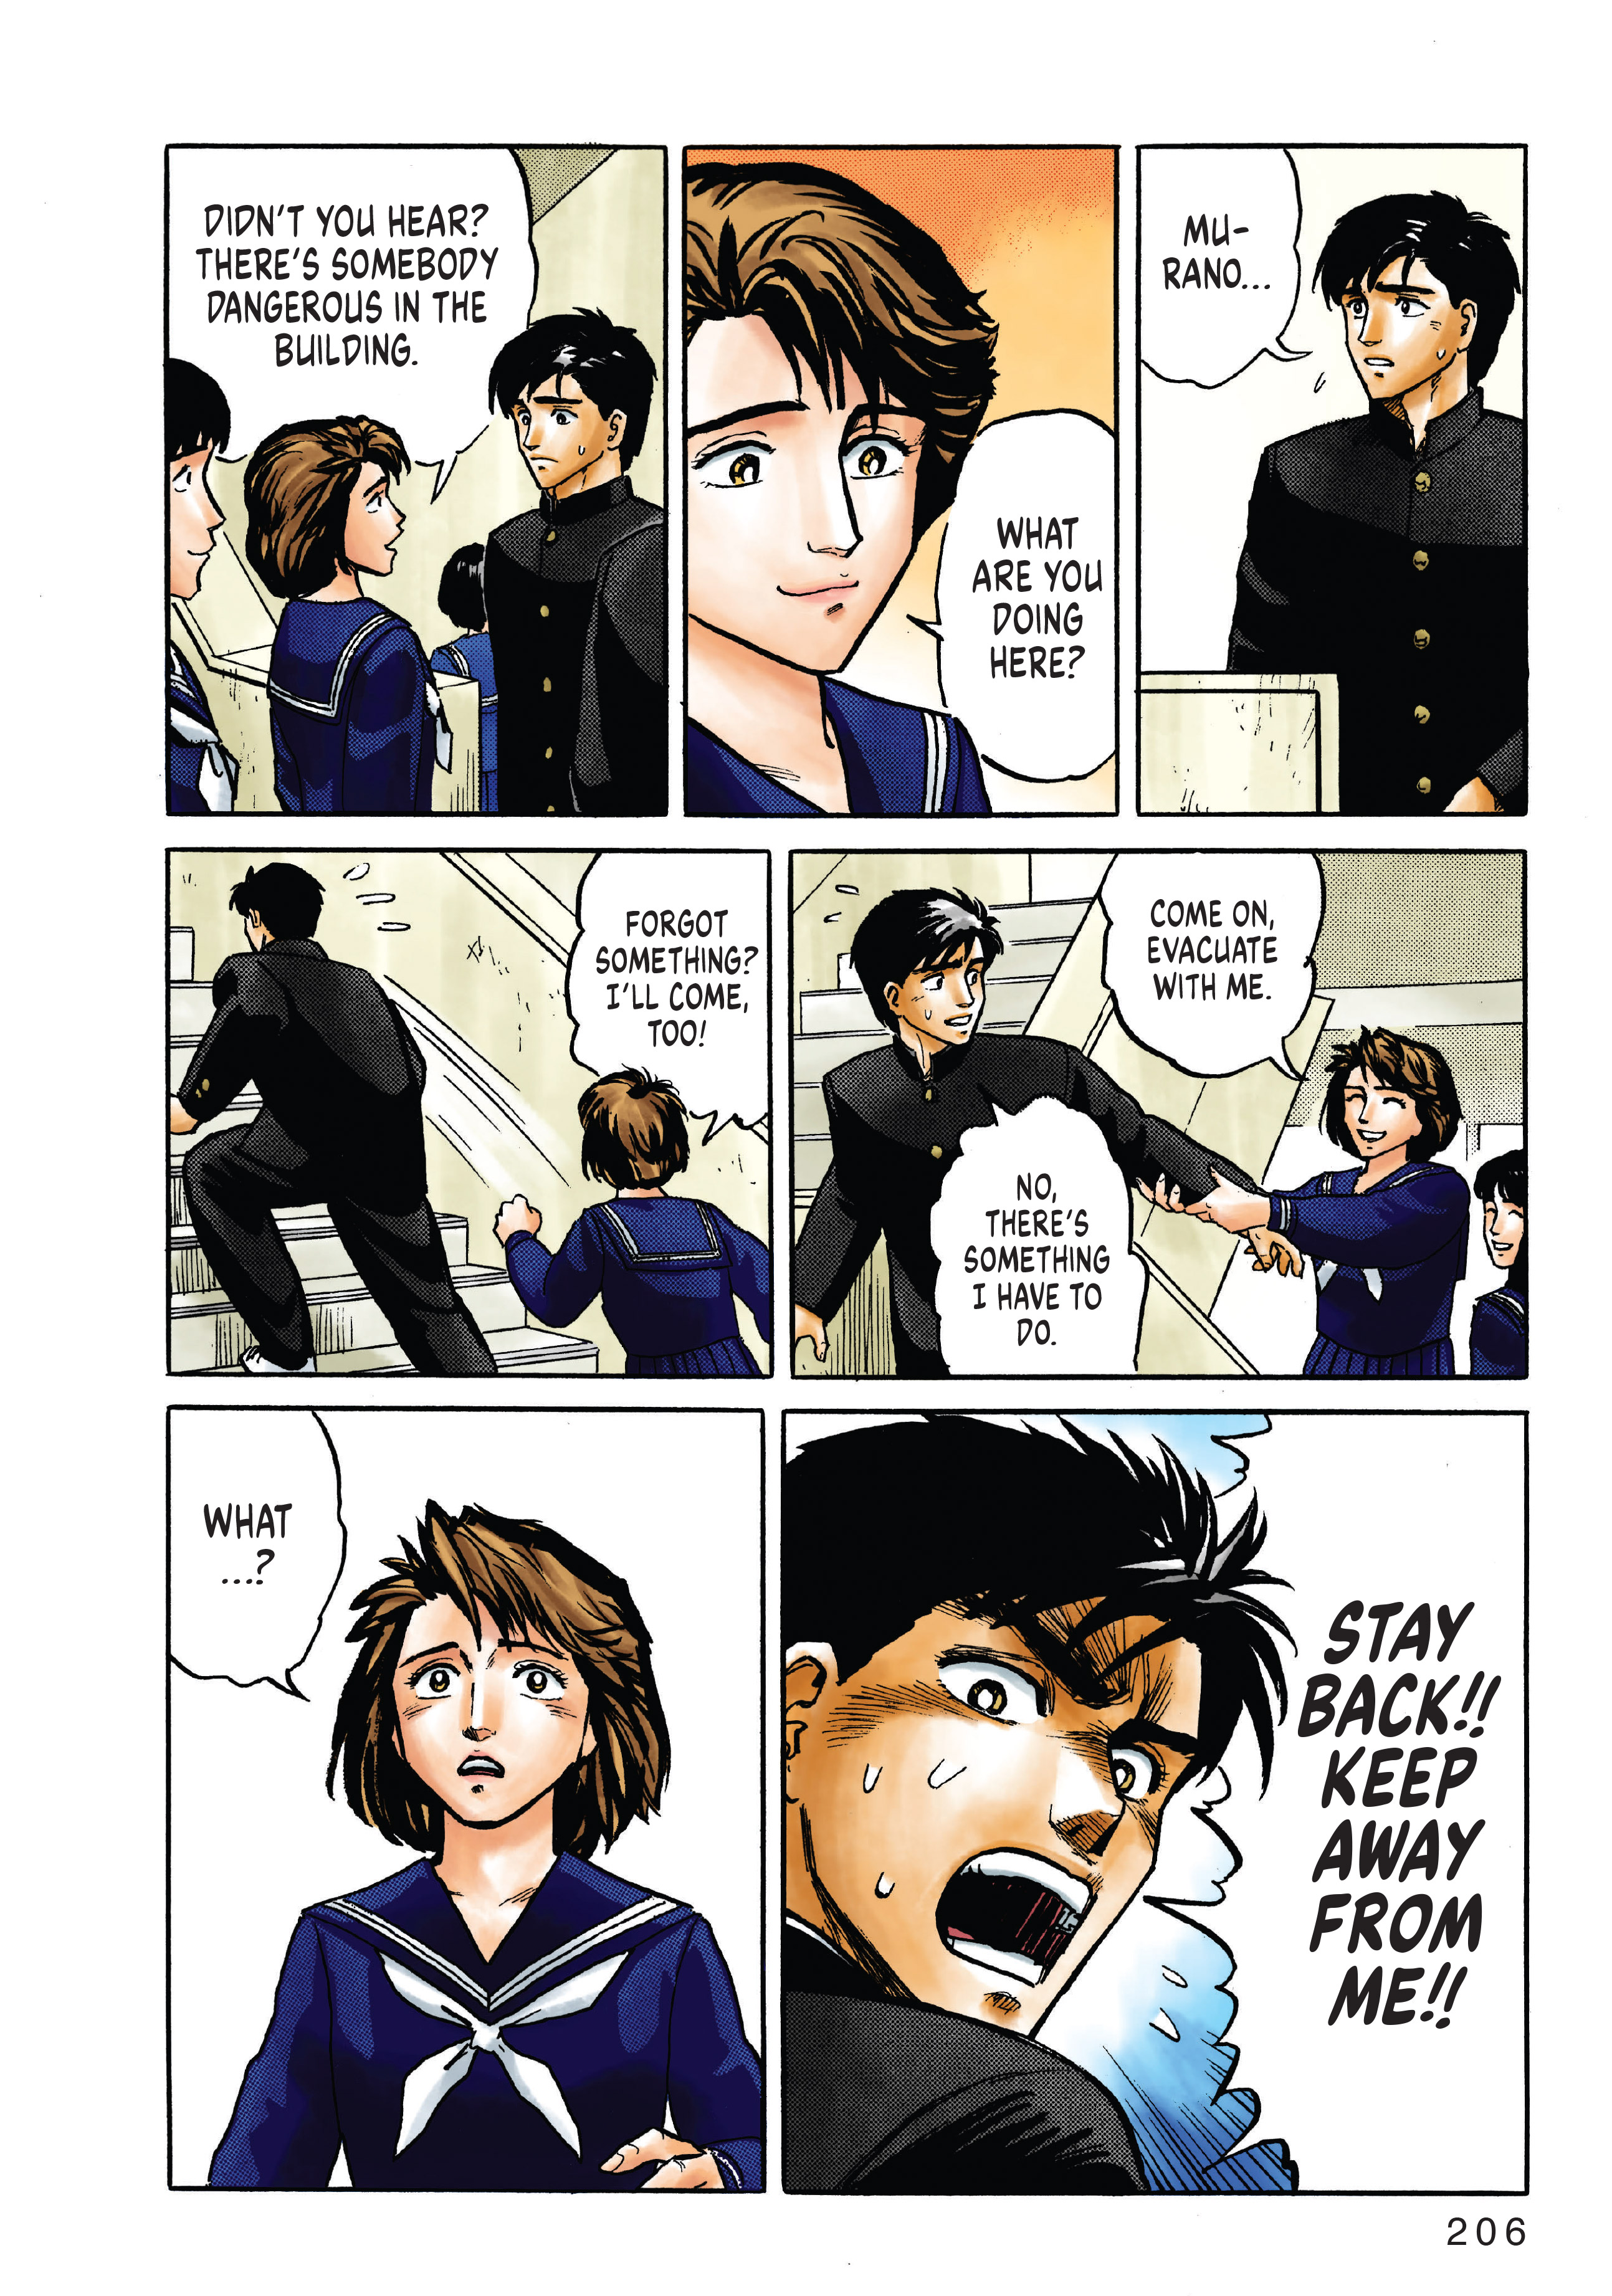 MU-
RANO...
WHAT
ARE YOU
DOING
HERE?
DIDN'T YOU HEAR?
THERE'S SOMEBODY
DANGEROUS IN THE
BUILDING.
COME ON,
EVACUATE
WITH ME.
NO,
THERE'S
SOMETHING
I HAVE TO
DO.
FORGOT
SOMETHING?
I'LL COME,
TOO!
STAY
BACK!!
KEEP
AWAY
FROM
ME!!
WHAT
...?
206